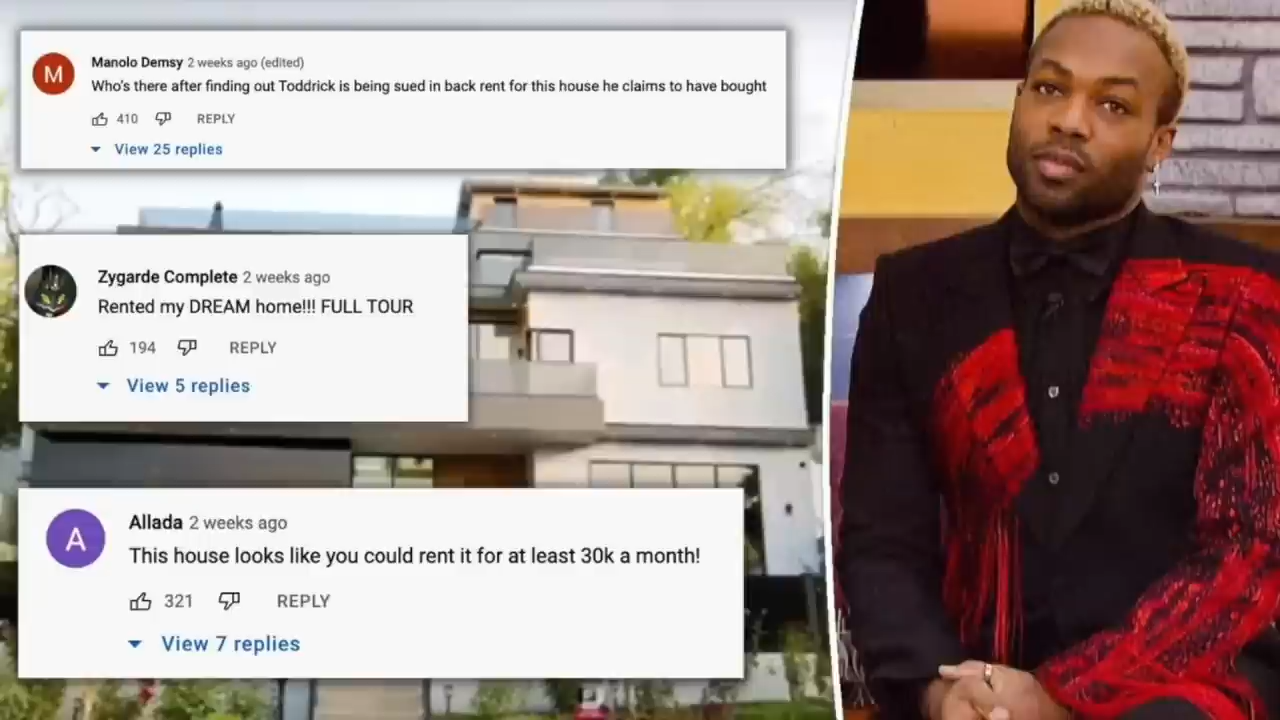 M
Manolo Demsy 2 weeks ago (edited)
Who's there after finding out Toddrick is being sued in back rent for this house he claims to have bought
410 REPLY
View 25 replies
Zygarde Complete 2 weeks ago
Rented my DREAM home!!! FULL TOUR
194 REPLY
View 5 replies
A
Allada 2 weeks ago
This house looks like you could rent it for at least 30k a month!
321 REPLY
View 7 replies